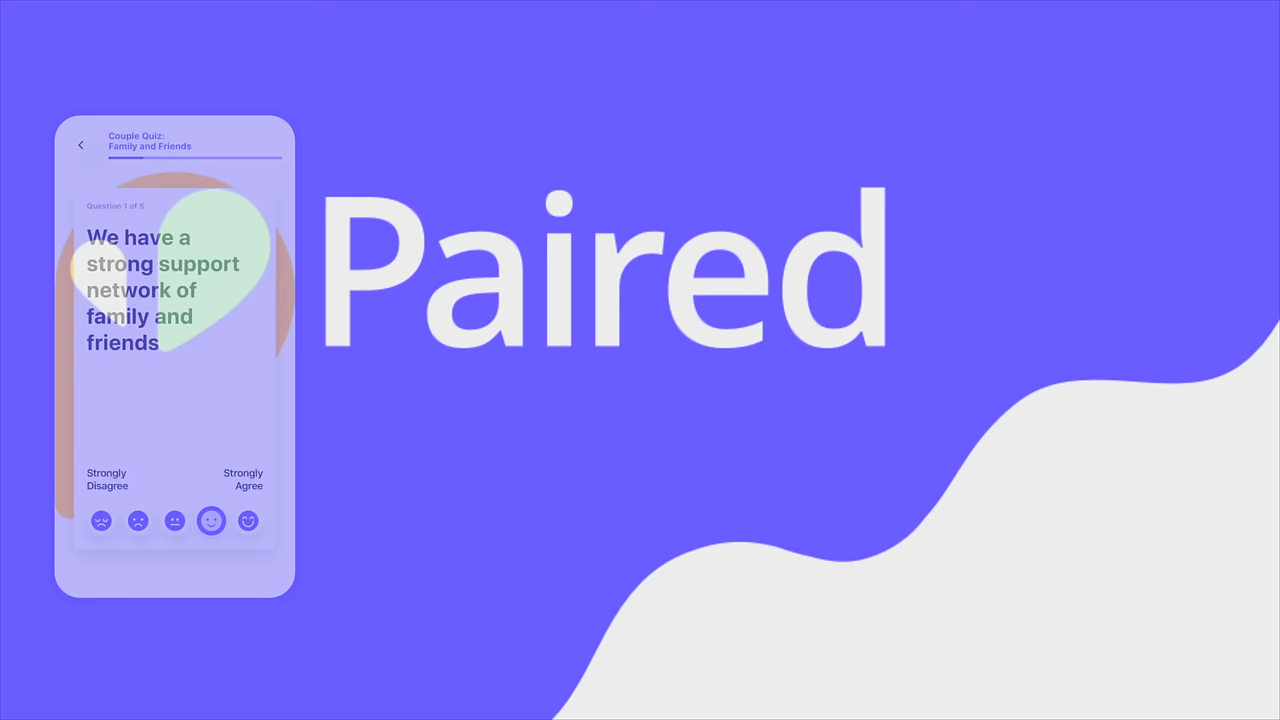 Couple Quiz:
Family and Friends
Question 1 of 5
We have a
strong support
network of
family and
friends
Strongly
Disagree
Strongly
Agree
Paired